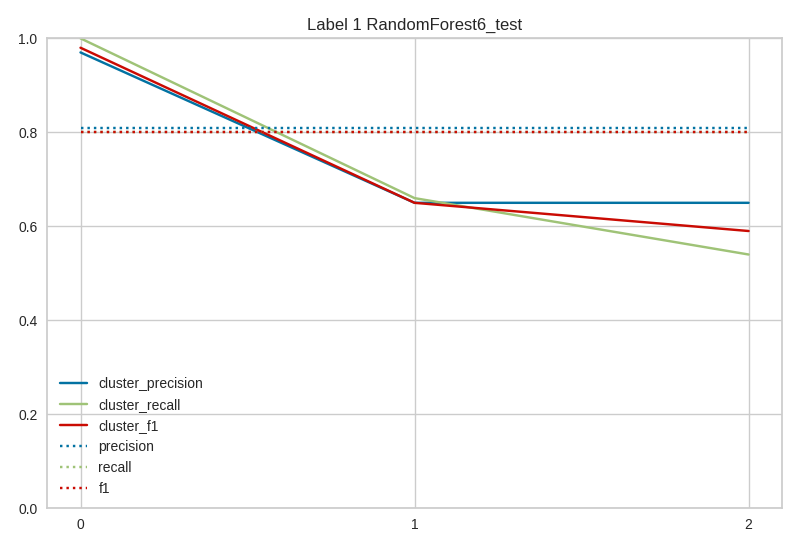 Label 1 RandomForest6_test
1.0
0.8
0.6
0.4
0.2
0.0
cluster_precision
cluster_recall
cluster_f1
precision
recall
f1
0 1 2